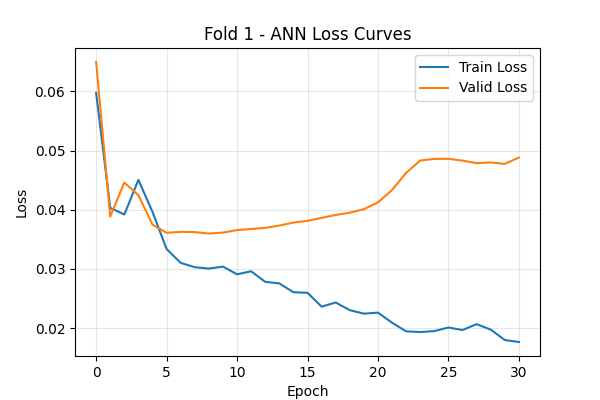 Fold 1 - ANN Loss Curves
Train Loss
Valid Loss
Loss
0.06
0.05
0.04
0.03
0.02
0 5 10 15 20 25 30
Epoch